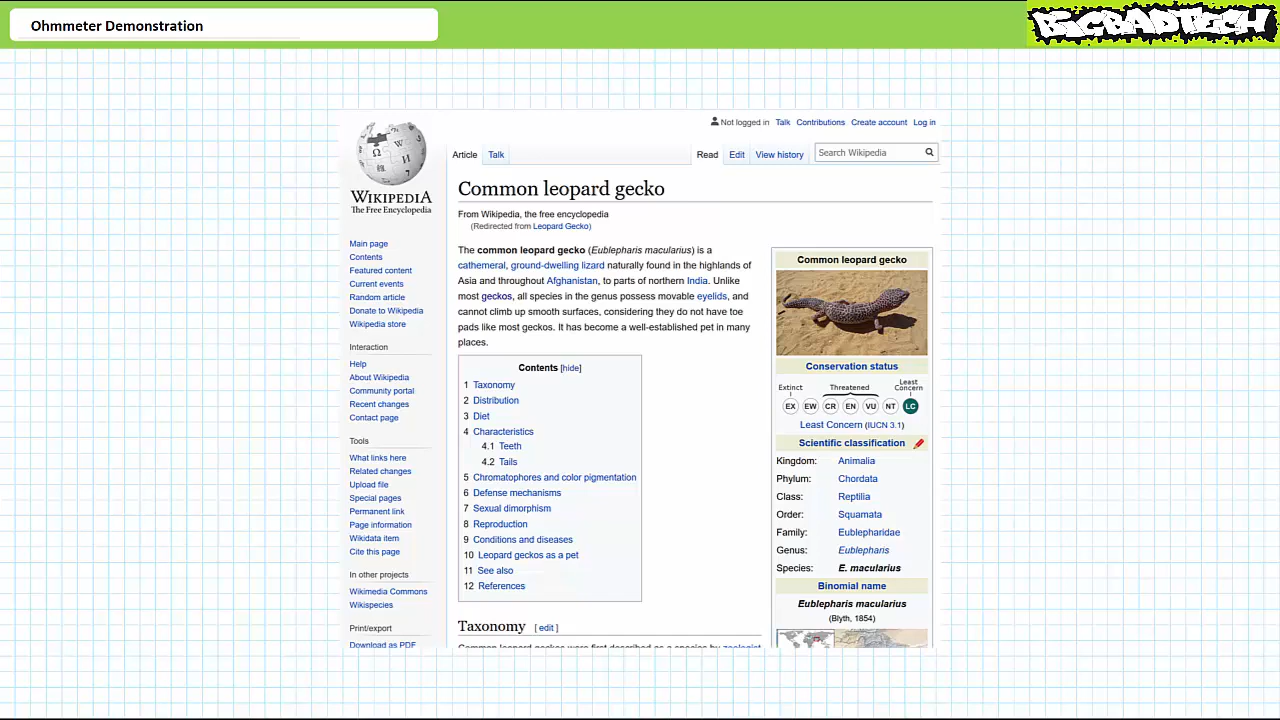 Ohmmeter Demonstration
BIGBADTECH
Not logged in Talk Contributions Create account Log in
Article Talk Read Edit View history Search Wikipedia
WIKIPEDIA
The Free Encyclopedia
Main page
Contents
Featured content
Current events
Random article
Donate to Wikipedia
Wikipedia store
Interaction
Help
About Wikipedia
Community portal
Recent changes
Contact page
Tools
What links here
Related changes
Upload file
Special pages
Permanent link
Page information
Wikidata item
Cite this page
In other projects
Wikimedia Commons
Wikispecies
Print/export
Download as PDF
Common leopard gecko
From Wikipedia, the free encyclopedia
(Redirected from Leopard Gecko)
The common leopard gecko (Eublepharis macularius) is a
cathemeral, ground-dwelling lizard naturally found in the highlands of
Asia and throughout Afghanistan, to parts of northern India. Unlike
most geckos, all species in the genus possess movable eyelids, and
cannot climb up smooth surfaces, considering they do not have toe
pads like most geckos. It has become a well-established pet in many
places.
Contents [hide]
1 Taxonomy
2 Distribution
3 Diet
4 Characteristics
4.1 Teeth
4.2 Tails
5 Chromatophores and color pigmentation
6 Defense mechanisms
7 Sexual dimorphism
8 Reproduction
9 Conditions and diseases
10 Leopard geckos as a pet
11 See also
12 References
Taxonomy [ edit ]
Common leopard geckos were first described as a species by zoologist
Common leopard gecko
Conservation status
Extinct Threatened Least Concern
EX EW CR EN VU NT LC
Least Concern (IUCN 3.1)
Scientific classification
Kingdom: Animalia
Phylum: Chordata
Class: Reptilia
Order: Squamata
Family: Eublepharidae
Genus: Eublepharis
Species: E. macularius
Binomial name
Eublepharis macularius
(Blyth, 1854)